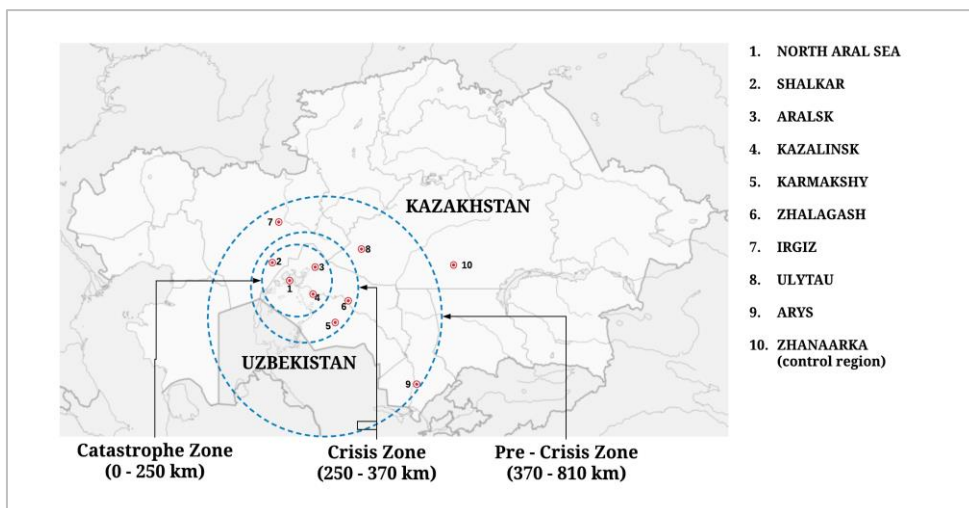 1. NORTH ARAL SEA
2. SHALKAR
3. ARALSK
4. KAZALINSK
5. KARMAKSHY
6. ZHALAGASH
7. IRGIZ
8. ULYTAU
9. ARYS
10. ZHANAARKA
(control region)
KAZAKHSTAN
7
8
2
3
10
1
4
6
5
UZBEKISTAN
9
Catastrophe Zone
(0 - 250 km)
Crisis Zone
(250 - 370 km)
Pre - Crisis Zone
(370 - 810 km)